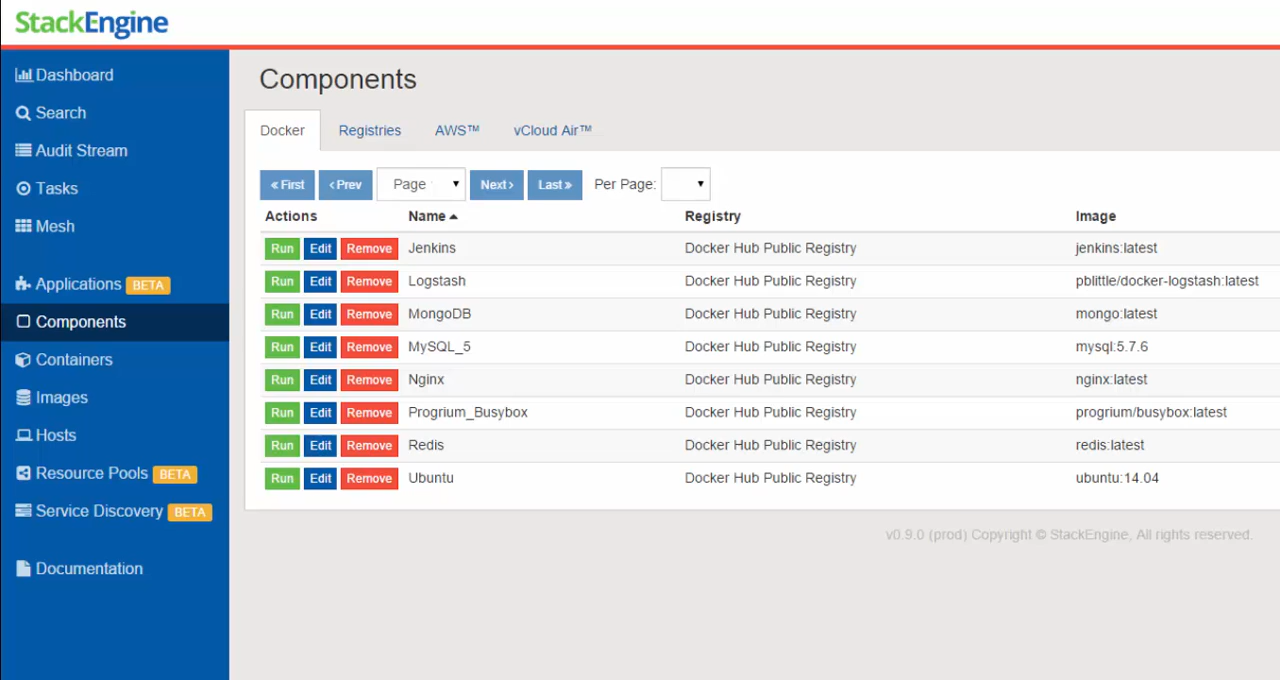 StackEngine
Dashboard
Search
Audit Stream
Tasks
Mesh
Applications BETA
Components
Containers
Images
Hosts
Resource Pools BETA
Service Discovery BETA
Documentation
Components
Docker Registries AWS™ vCloud Air™
« First ‹ Prev Page Next › Last » Per Page:
Actions Name Registry Image
Run Edit Remove Jenkins Docker Hub Public Registry jenkins:latest
Run Edit Remove Logstash Docker Hub Public Registry pblittle/docker-logstash:latest
Run Edit Remove MongoDB Docker Hub Public Registry mongo:latest
Run Edit Remove MySQL_5 Docker Hub Public Registry mysql:5.7.6
Run Edit Remove Nginx Docker Hub Public Registry nginx:latest
Run Edit Remove Progrium_Busybox Docker Hub Public Registry progrium/busybox:latest
Run Edit Remove Redis Docker Hub Public Registry redis:latest
Run Edit Remove Ubuntu Docker Hub Public Registry ubuntu:14.04
v0.9.0 (prod) Copyright © StackEngine, All rights reserved.